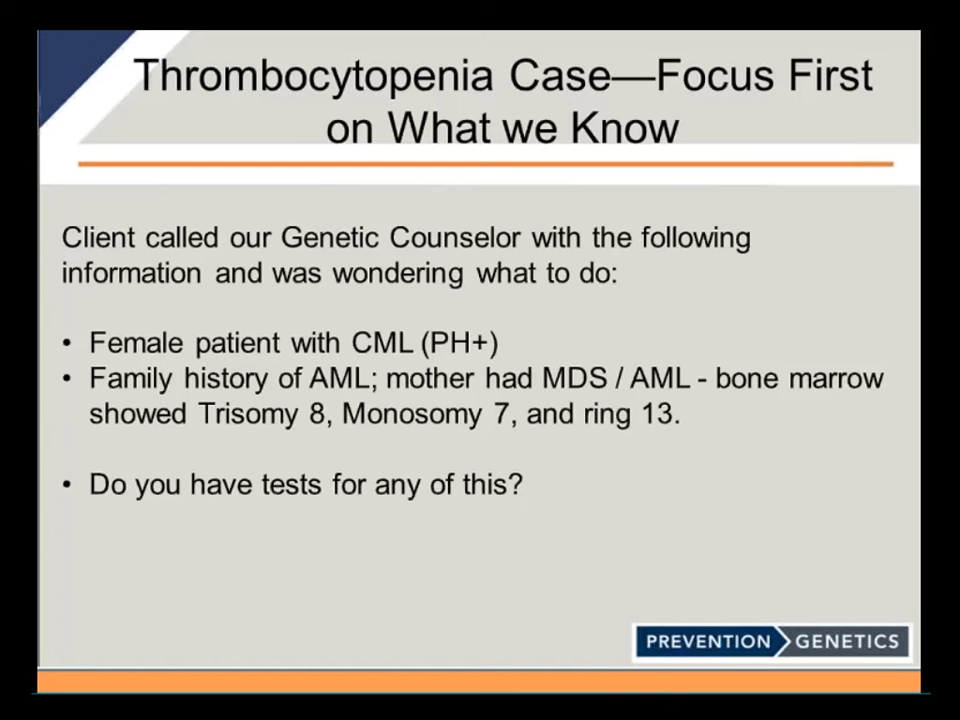 Thrombocytopenia Case—Focus First
on What we Know
Client called our Genetic Counselor with the following
information and was wondering what to do:
• Female patient with CML (PH+)
• Family history of AML; mother had MDS / AML - bone marrow
showed Trisomy 8, Monosomy 7, and ring 13.
• Do you have tests for any of this?
PREVENTION GENETICS